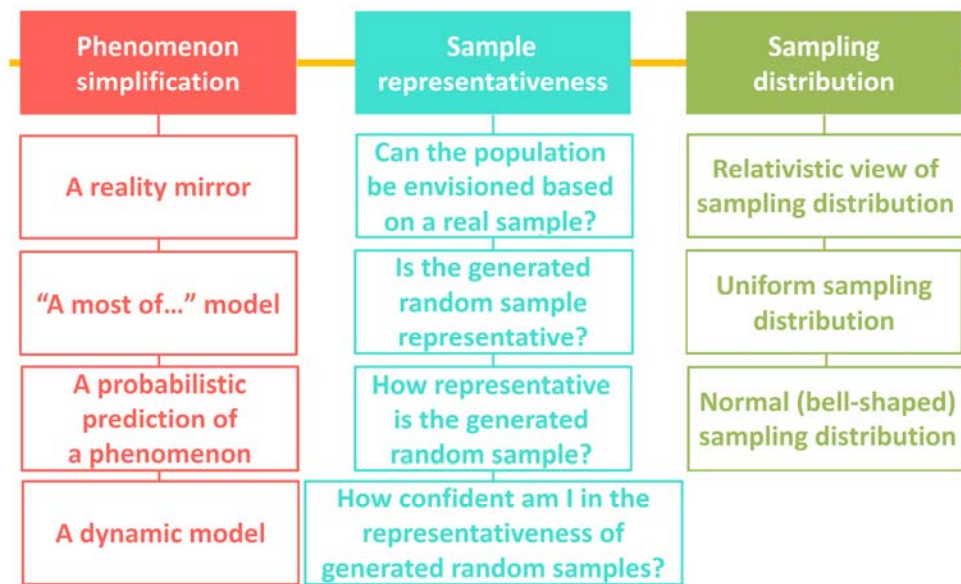 Phenomenon
simplification
A reality mirror
“A most of…” model
A probabilistic
prediction of
a phenomenon
A dynamic model
Sample
representativeness
Can the population
be envisioned based
on a real sample?
Is the generated
random sample
representative?
How representative
is the generated
random sample?
How confident am I in the
representativeness of
generated random samples?
Sampling
distribution
Relativistic view of
sampling distribution
Uniform sampling
distribution
Normal (bell-shaped)
sampling distribution